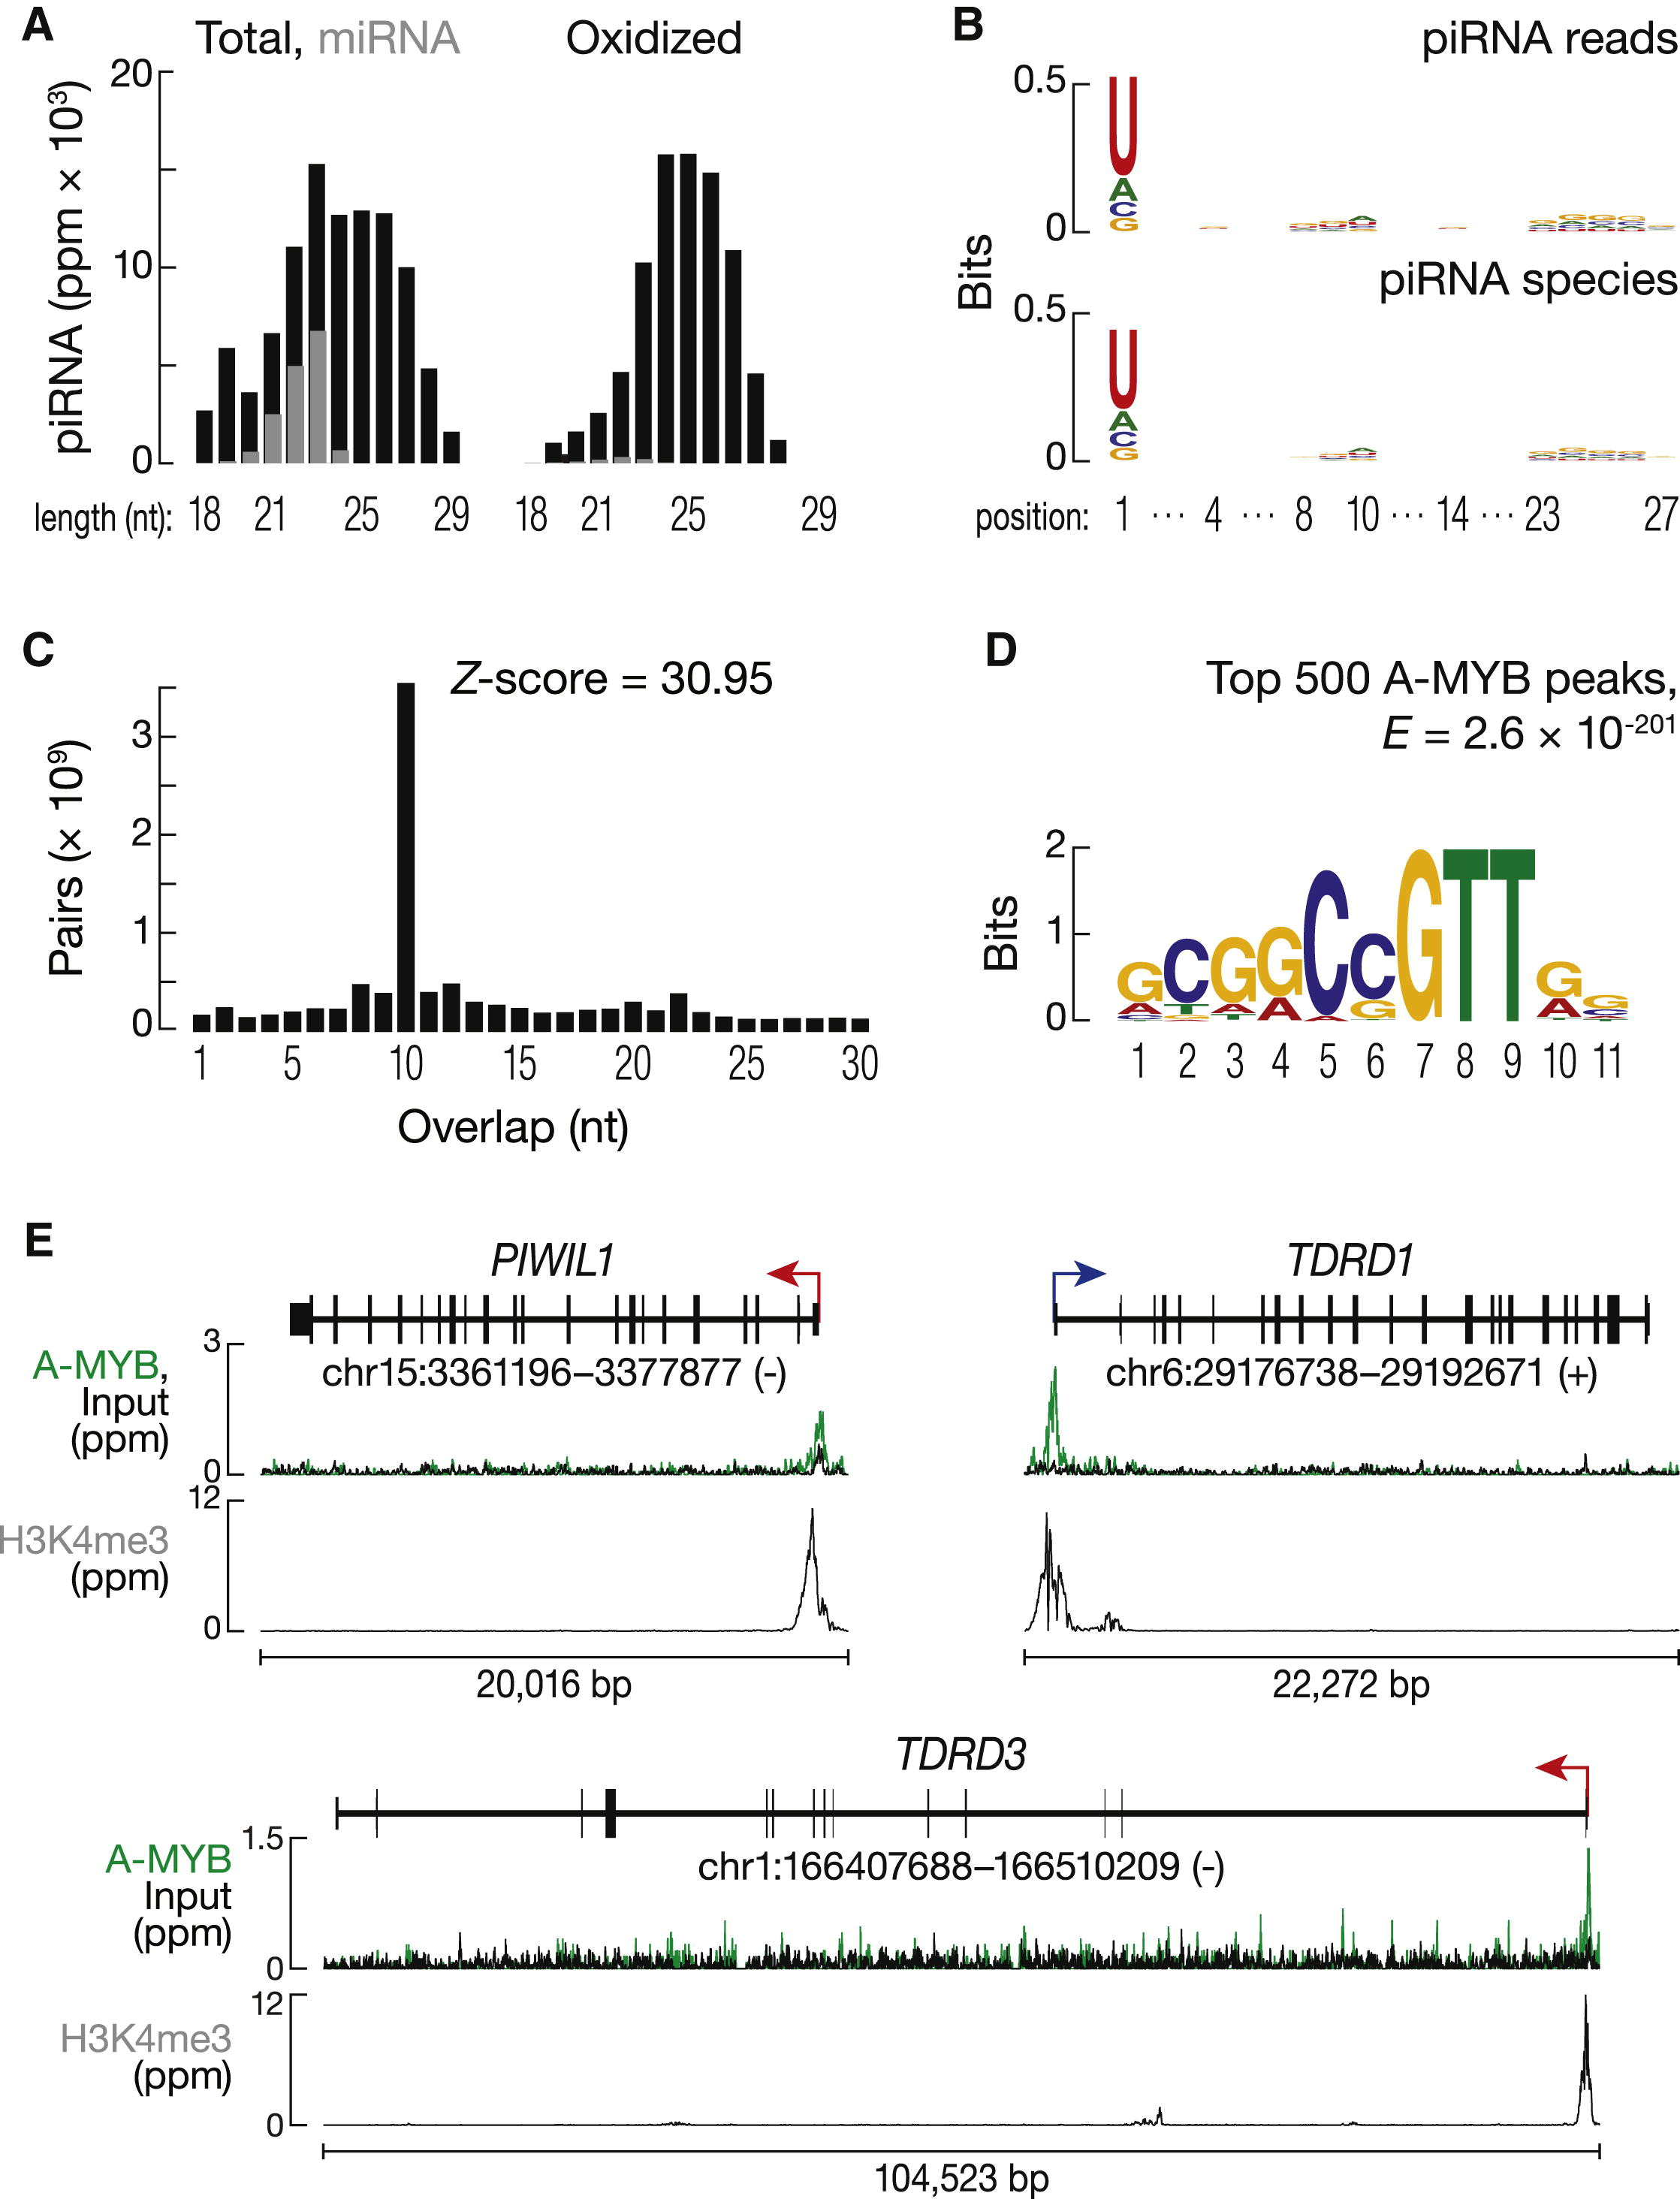 A
Total, miRNA
Oxidized
piRNA (ppm × 10³)
20
10
0
length (nt): 18 21 25 29 18 21 25 29
B
piRNA reads
Bits
0.5
0
U
A
C
G
piRNA species
0.5
0
U
A
C
G
position: 1 ··· 4 ··· 8 10 ··· 14 ··· 23 27
C
Z-score = 30.95
Pairs (× 10⁹)
3
2
1
0
1 5 10 15 20 25 30
Overlap (nt)
D
Top 500 A-MYB peaks,
E = 2.6 × 10⁻²⁰¹
Bits
2
1
0
GCGGCCGTTGG
1 2 3 4 5 6 7 8 9 10 11
E
PIWIL1
chr15:3361196–3377877 (-)
A-MYB,
Input
(ppm)
3
0
H3K4me3
(ppm)
12
0
20,016 bp
TDRD1
chr6:29176738–29192671 (+)
22,272 bp
TDRD3
chr1:166407688–166510209 (-)
A-MYB
Input
(ppm)
1.5
0
H3K4me3
(ppm)
12
0
104,523 bp